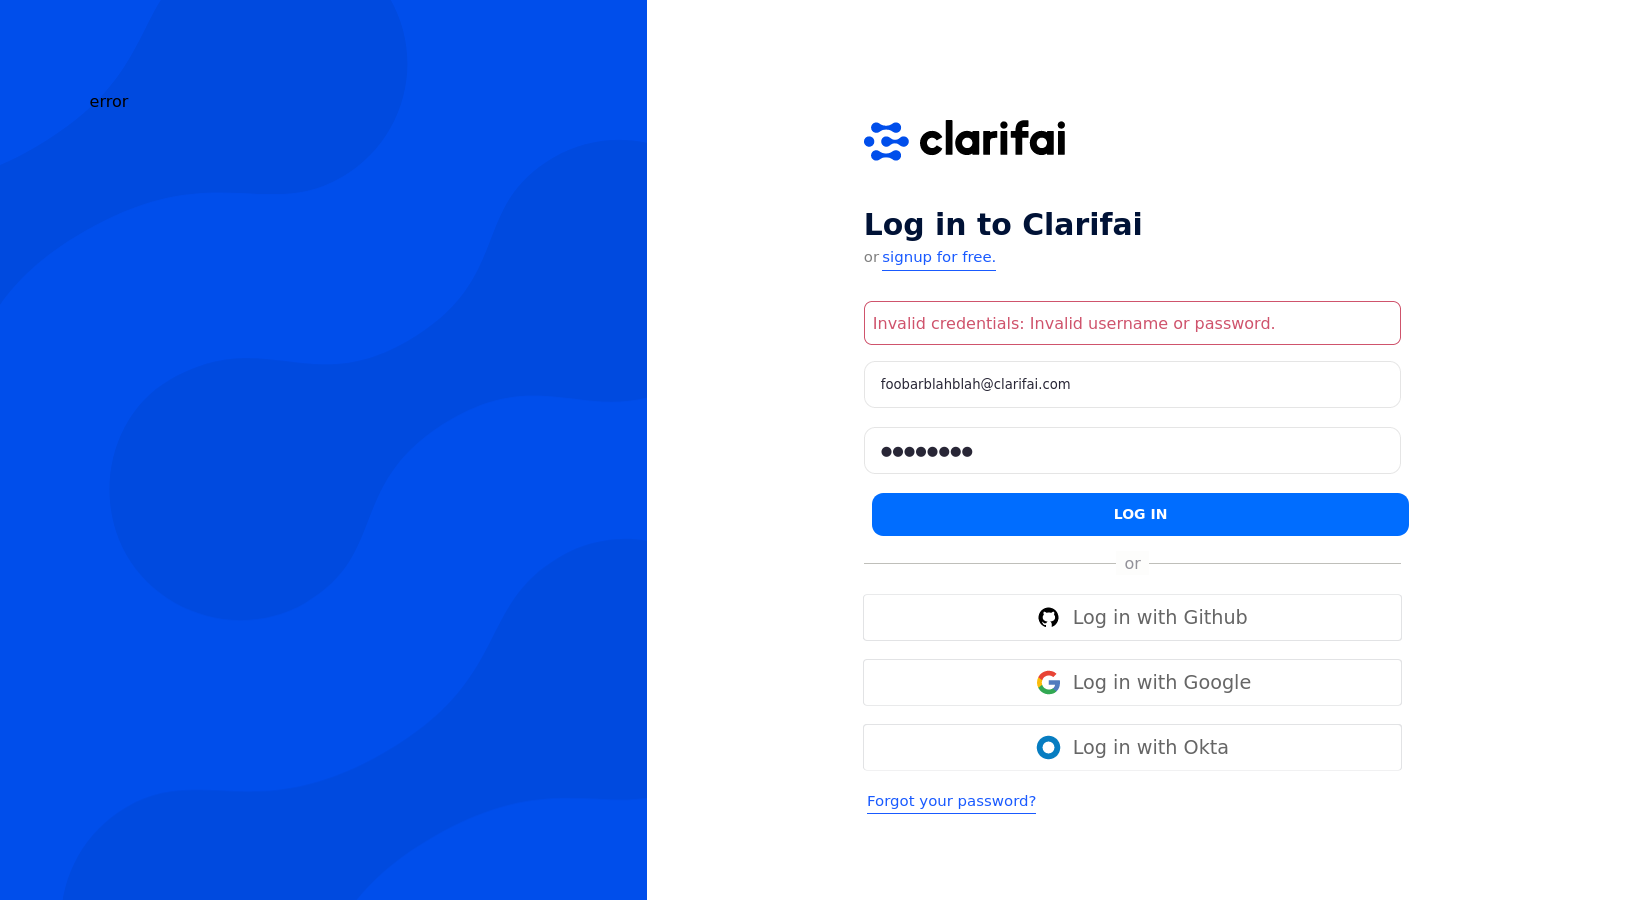 error
clarifai
Log in to Clarifai
or signup for free.
Invalid credentials: Invalid username or password.
foobarblahblah@clarifai.com
●●●●●●●●
LOG IN
or
Log in with Github
Log in with Google
Log in with Okta
Forgot your password?